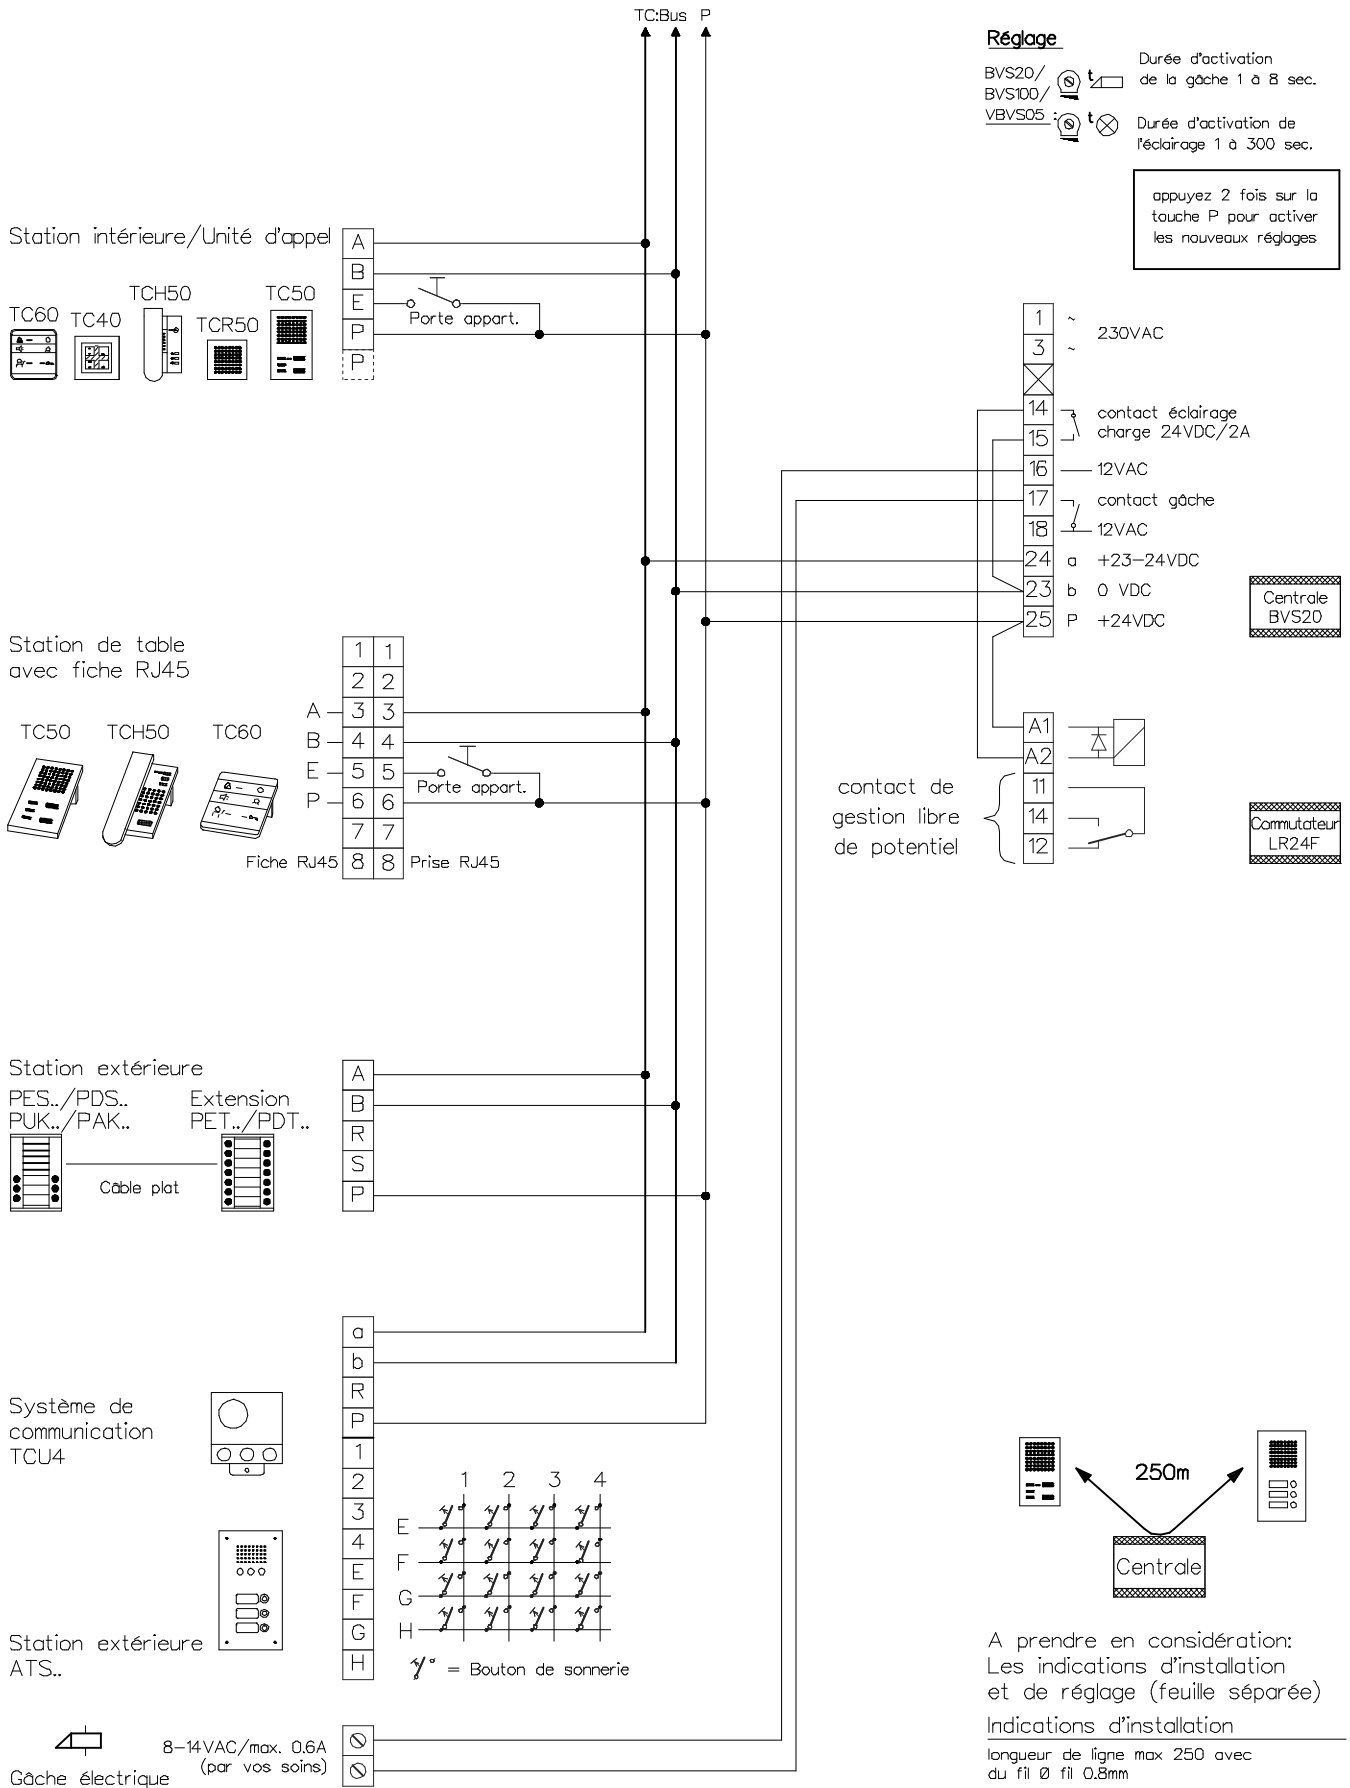 TC:Bus P
Réglage
BVS20/
BVS100/
VBVS05 :
t
Durée d'activation
de la gâche 1 à 8 sec.
t
Durée d'activation de
l'éclairage 1 à 300 sec.
appuyez 2 fois sur la
touche P pour activer
les nouveaux réglages
Station intérieure/Unité d'appel
TC60
TC40
TCH50
TCR50
TC50
A
B
E
P
P
Porte appart.
1 ~
3 ~
230VAC
14
15
contact éclairage
charge 24VDC/2A
16 12VAC
17 contact gâche
18 12VAC
24 a +23-24VDC
23 b 0 VDC
25 P +24VDC
Centrale
BVS20
Station de table
avec fiche RJ45
TC50
TCH50
TC60
1 1
2 2
A 3 3
B 4 4
E 5 5
P 6 6
7 7
Fiche RJ45 8 8 Prise RJ45
Porte appart.
A1
A2
11
14
12
contact de
gestion libre
de potentiel
Commutateur
LR24F
Station extérieure
PES../PDS..
PUK../PAK..
Extension
PET../PDT..
Câble plat
A
B
R
S
P
a
b
R
P
1
2
3
4
E
F
G
H
Système de
communication
TCU4
Station extérieure
ATS..
1 2 3 4
E
F
G
H
= Bouton de sonnerie
Gâche électrique
8-14VAC/max. 0.6A
(par vos soins)
250m
Centrale
A prendre en considération:
Les indications d'installation
et de réglage (feuille séparée)
Indications d'installation
longueur de ligne max 250 avec
du fil Ø fil 0.8mm